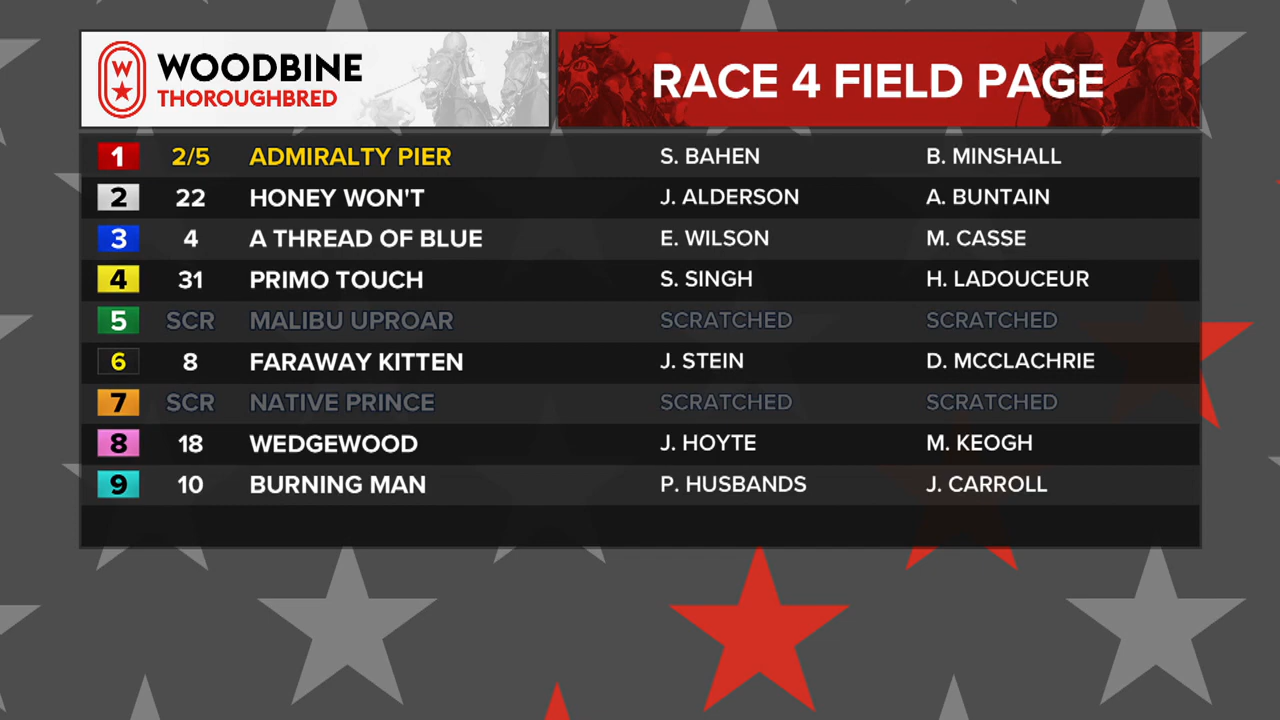 W
WOODBINE
THOROUGHBRED
RACE 4 FIELD PAGE
1 2/5 ADMIRALTY PIER S. BAHEN B. MINSHALL
2 22 HONEY WON'T J. ALDERSON A. BUNTAIN
3 4 A THREAD OF BLUE E. WILSON M. CASSE
4 31 PRIMO TOUCH S. SINGH H. LADOUCEUR
5 SCR MALIBU UPROAR SCRATCHED SCRATCHED
6 8 FARAWAY KITTEN J. STEIN D. MCCLACHRIE
7 SCR NATIVE PRINCE SCRATCHED SCRATCHED
8 18 WEDGEWOOD J. HOYTE M. KEOGH
9 10 BURNING MAN P. HUSBANDS J. CARROLL